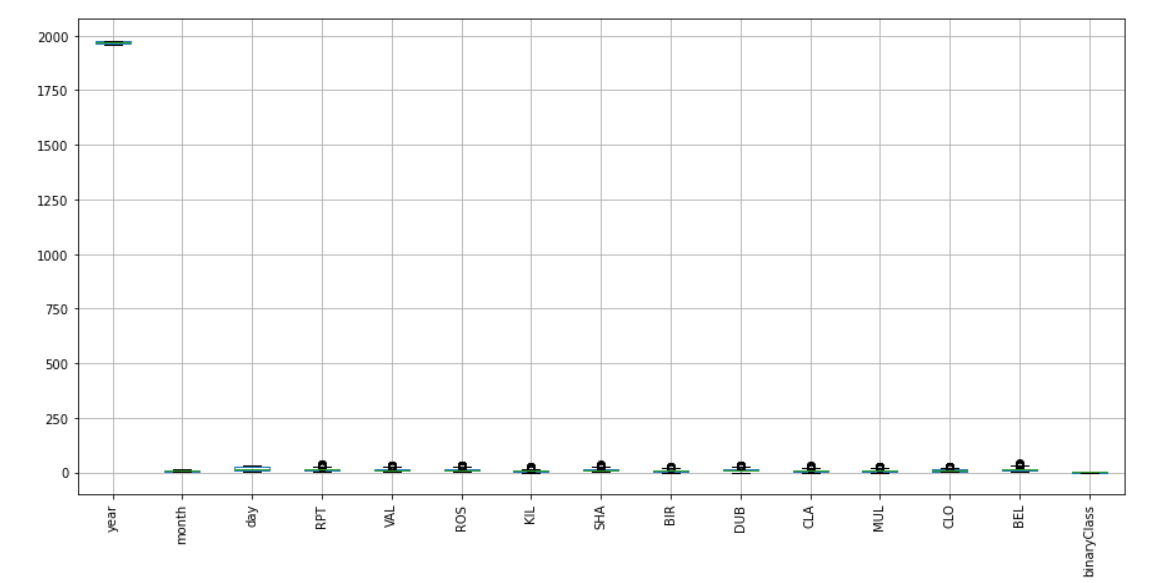 2000
1750
1500
1250
1000
750
500
250
0
year
month
day
RPT
VAL
ROS
KIL
SHA
BIR
DUB
CLA
MUL
CLO
BEL
binaryClass